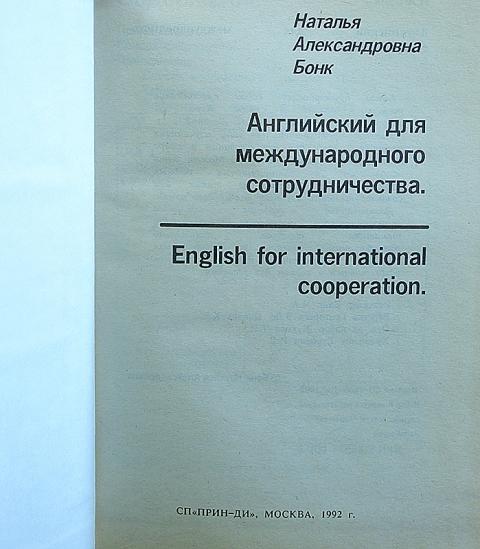 Наталья
Александровна
Бонк
Английский для
международного
сотрудничества.
English for international
cooperation.
СП«ПРИН-ДИ», МОСКВА, 1992 г.